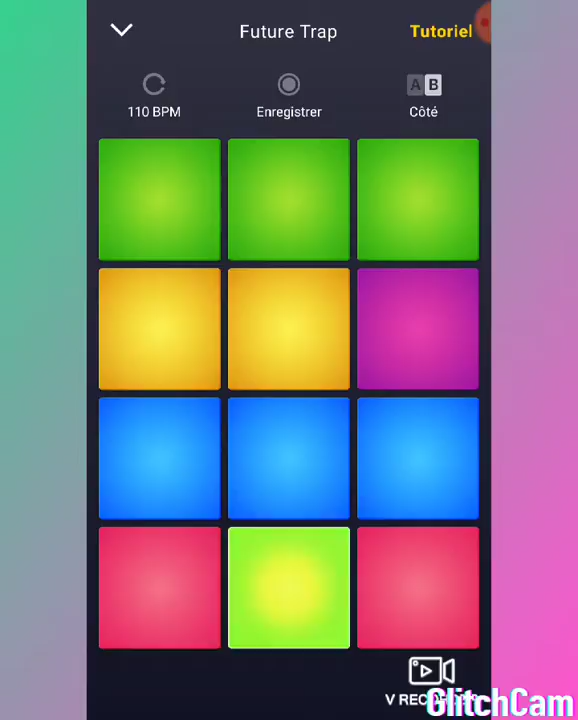 Future Trap
Tutoriel
110 BPM
Enregistrer
A B
Côté
GlitchCam